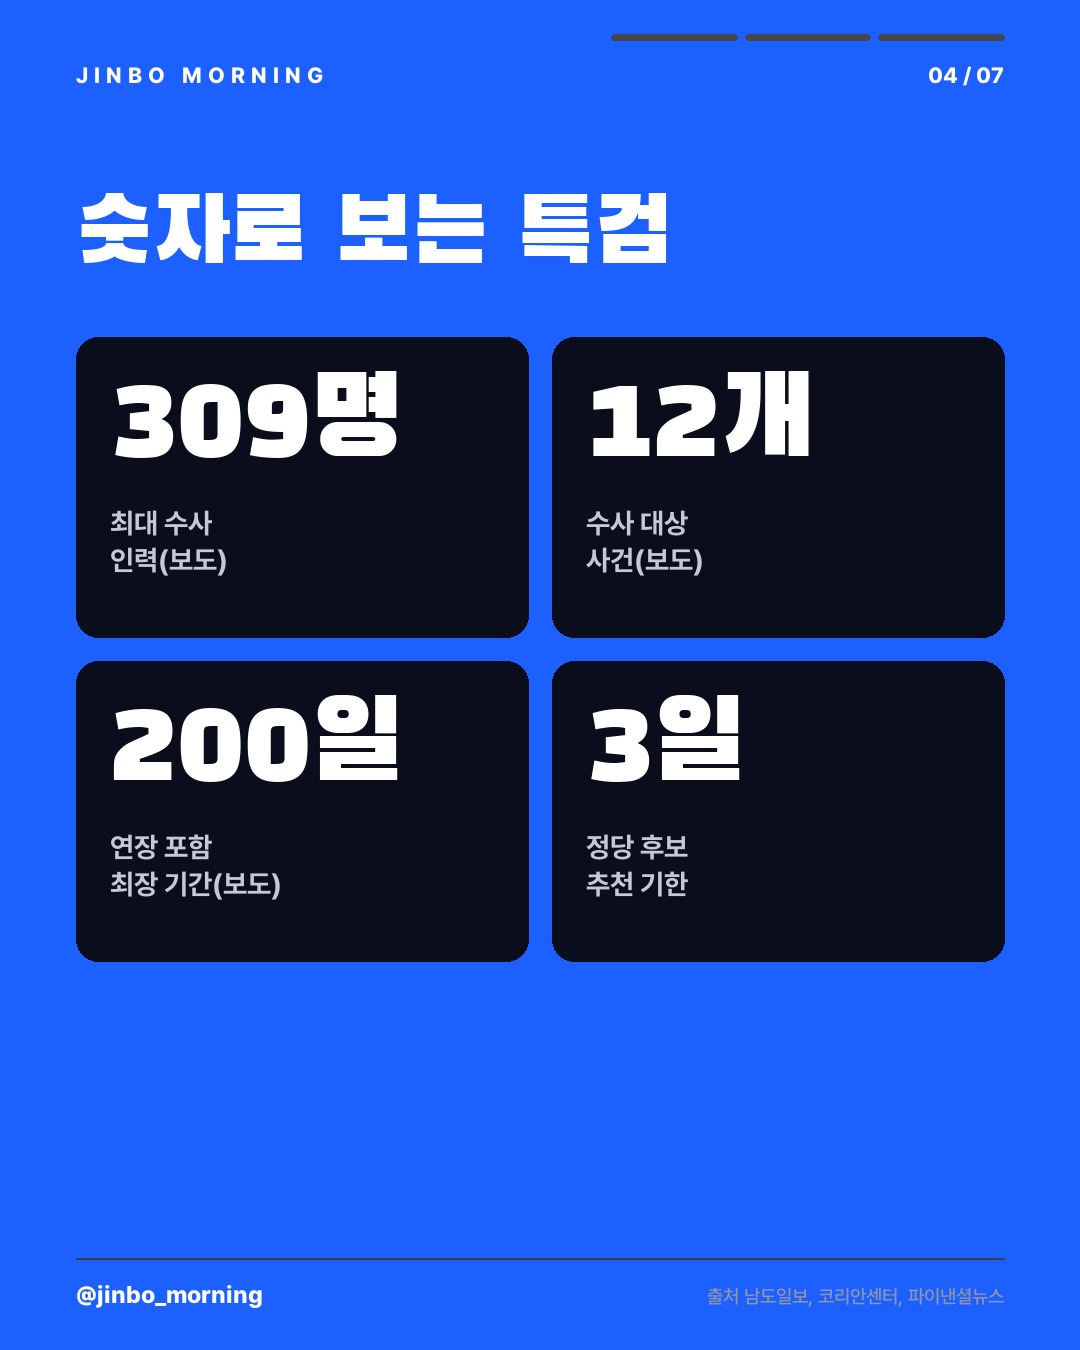 JINBO MORNING
04 / 07
숫자로 보는 특검
309명
최대 수사
인력(보도)
12개
수사 대상
사건(보도)
200일
연장 포함
최장 기간(보도)
3일
정당 후보
추천 기한
@jinbo_morning
출처 남도일보, 코리안센터, 파이낸셜뉴스